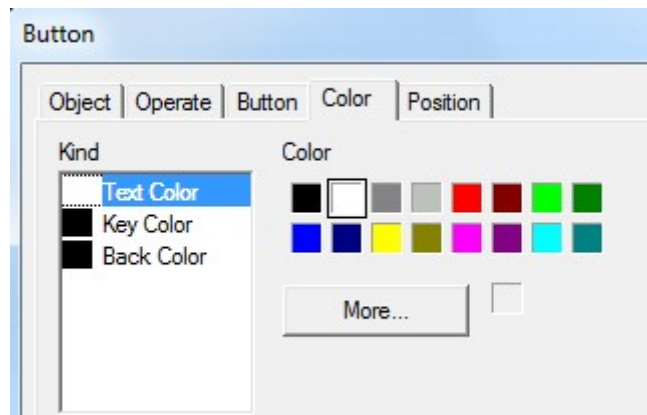 Button
Object Operate Button Color Position
Kind Color
Text Color
Key Color
Back Color
More...